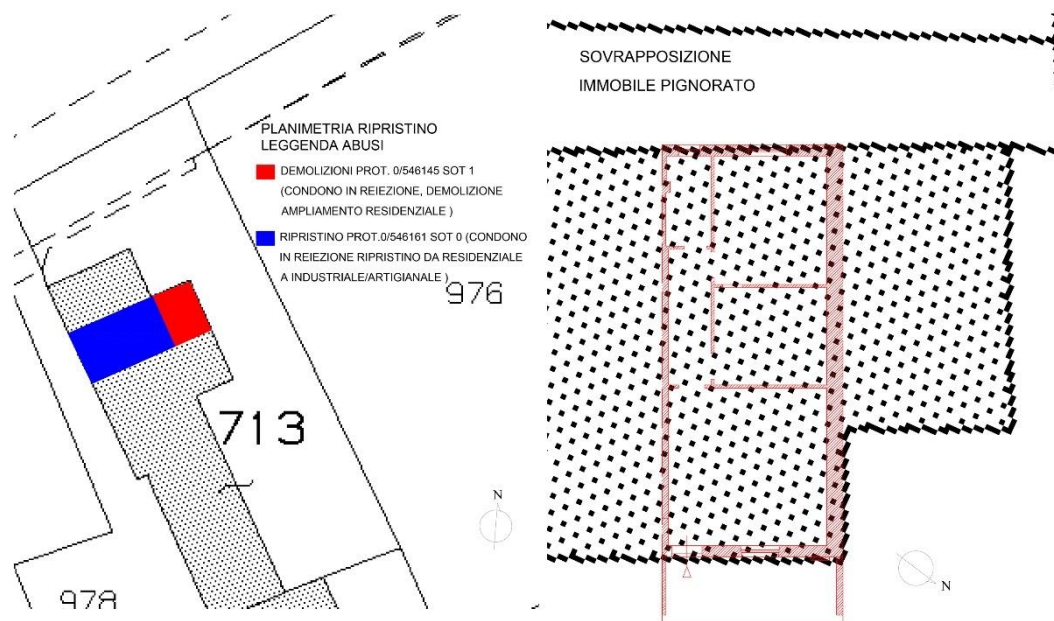 PLANIMETRIA RIPRISTINO
LEGGENDA ABUSI
DEMOLIZIONI PROT. 0/546145 SOT 1
(CONDONO IN REIEZIONE, DEMOLIZIONE
AMPLIAMENTO RESIDENZIALE )
RIPRISTINO PROT.0/546161 SOT 0 (CONDONO
IN REIEZIONE RIPRISTINO DA RESIDENZIALE
A INDUSTRIALE/ARTIGIANALE )
976
713
N
978
SOVRAPPOSIZIONE
IMMOBILE PIGNORATO
N